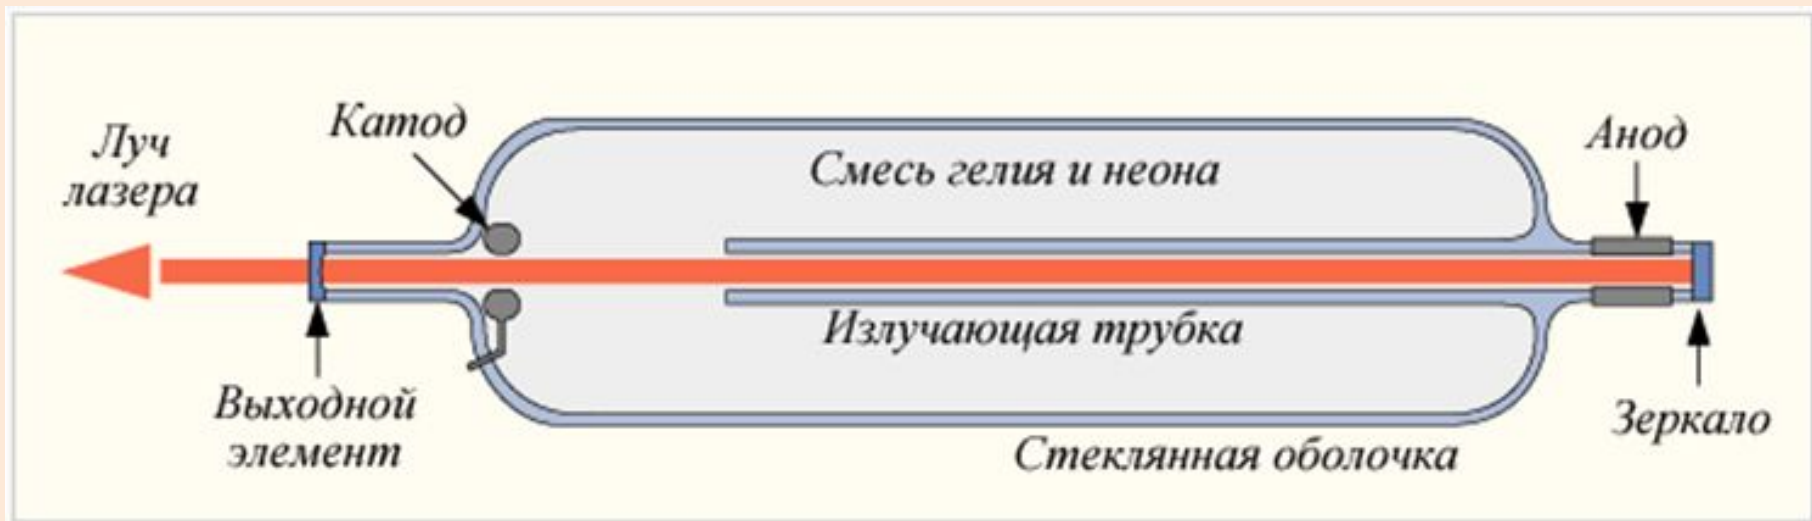 Луч
лазера
Катод
Смесь гелия и неона
Анод
Излучающая трубка
Выходной
элемент
Стеклянная оболочка
Зеркало